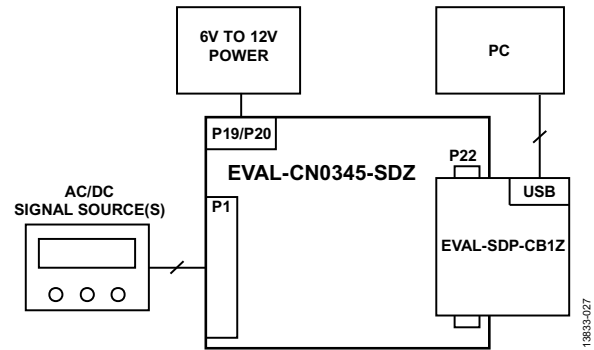 6V TO 12V
POWER
PC
P19/P20
EVAL-CN0345-SDZ
P22
AC/DC
SIGNAL SOURCE(S)
P1
USB
EVAL-SDP-CB1Z
13833-027